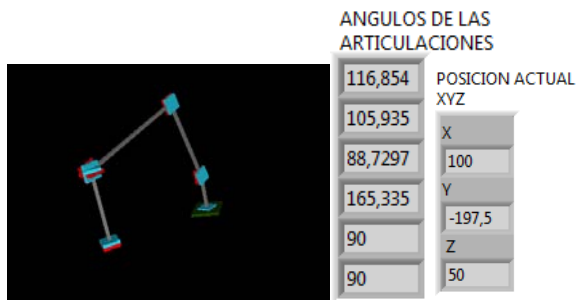 ANGULOS DE LAS
ARTICULACIONES
116,854
105,935
88,7297
165,335
90
90
POSICION ACTUAL
XYZ
X
100
Y
-197,5
Z
50